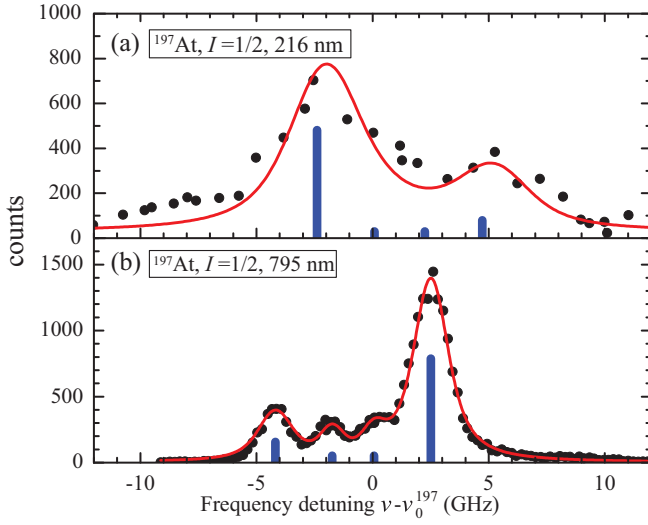 1000
(a) ¹⁹⁷At, I =1/2, 216 nm
800
600
400
200
0
counts
1500
(b) ¹⁹⁷At, I =1/2, 795 nm
1000
500
0
-10 -5 0 5 10
Frequency detuning ν-ν₀¹⁹⁷ (GHz)